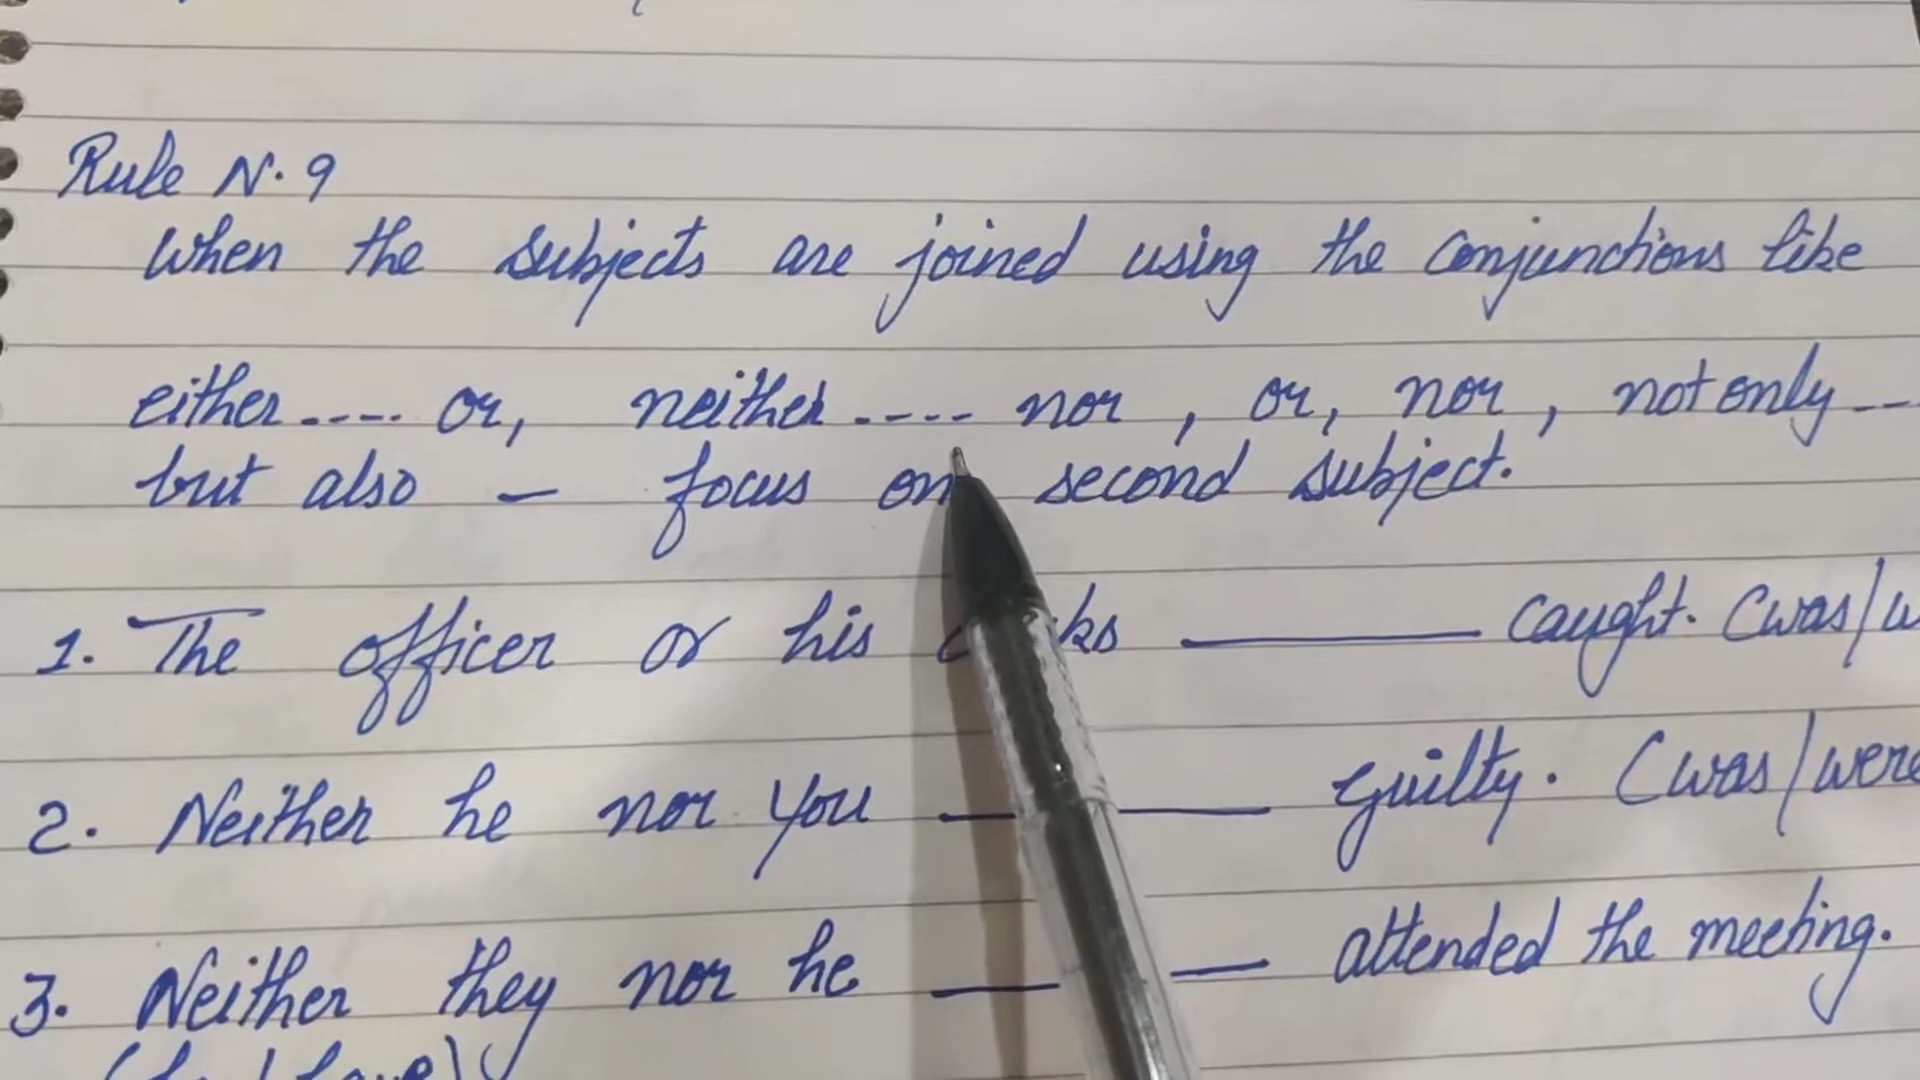 Rule N. 9
When the subjects are joined using the conjunctions like
either .... or, neither .... nor, or, nor, not only --
but also - focus on second subject.
1. The officer or his ______ caught. (was/
2. Neither he nor you ______ guilty. (was/were
3. Neither they nor he ______ attended the meeting.